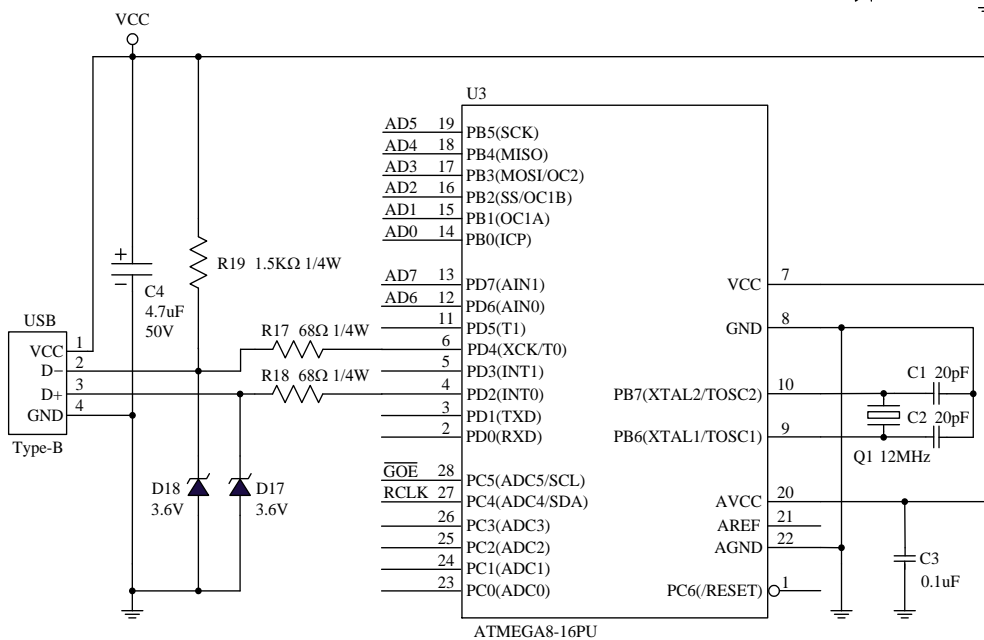 VCC
U3
AD5 19 PB5(SCK)
AD4 18 PB4(MISO)
AD3 17 PB3(MOSI/OC2)
AD2 16 PB2(SS/OC1B)
AD1 15 PB1(OC1A)
AD0 14 PB0(ICP)
R19 1.5KΩ 1/4W
+
−
C4
4.7uF
50V
AD7 13 PD7(AIN1)
AD6 12 PD6(AIN0)
11 PD5(T1)
R17 68Ω 1/4W
6 PD4(XCK/T0)
5 PD3(INT1)
R18 68Ω 1/4W
4 PD2(INT0)
3 PD1(TXD)
2 PD0(RXD)
USB
VCC 1
D− 2
D+ 3
GND 4
Type-B
VCC 7
GND 8
PB7(XTAL2/TOSC2) 10
C1 20pF
C2 20pF
PB6(XTAL1/TOSC1) 9
Q1 12MHz
GOE 28 PC5(ADC5/SCL)
RCLK 27 PC4(ADC4/SDA)
26 PC3(ADC3)
25 PC2(ADC2)
24 PC1(ADC1)
23 PC0(ADC0)
D18
3.6V
D17
3.6V
AVCC 20
AREF 21
AGND 22
C3
0.1uF
PC6(/RESET) 1
ATMEGA8-16PU